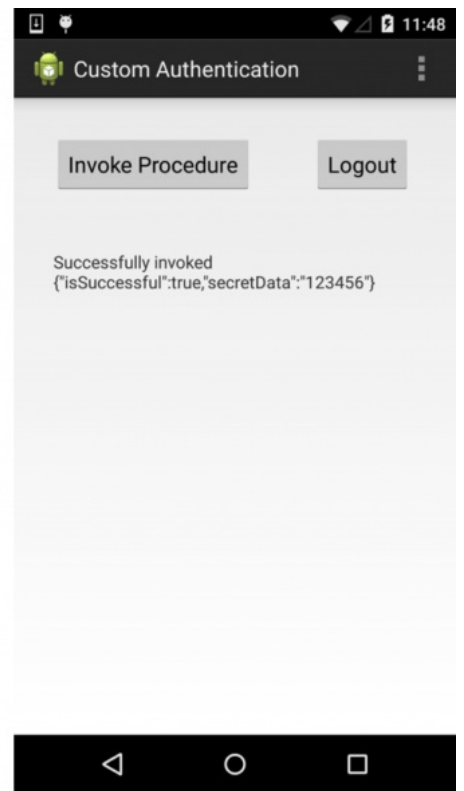 11:48
Custom Authentication
Invoke Procedure
Logout
Successfully invoked
{"isSuccessful":true,"secretData":"123456"}